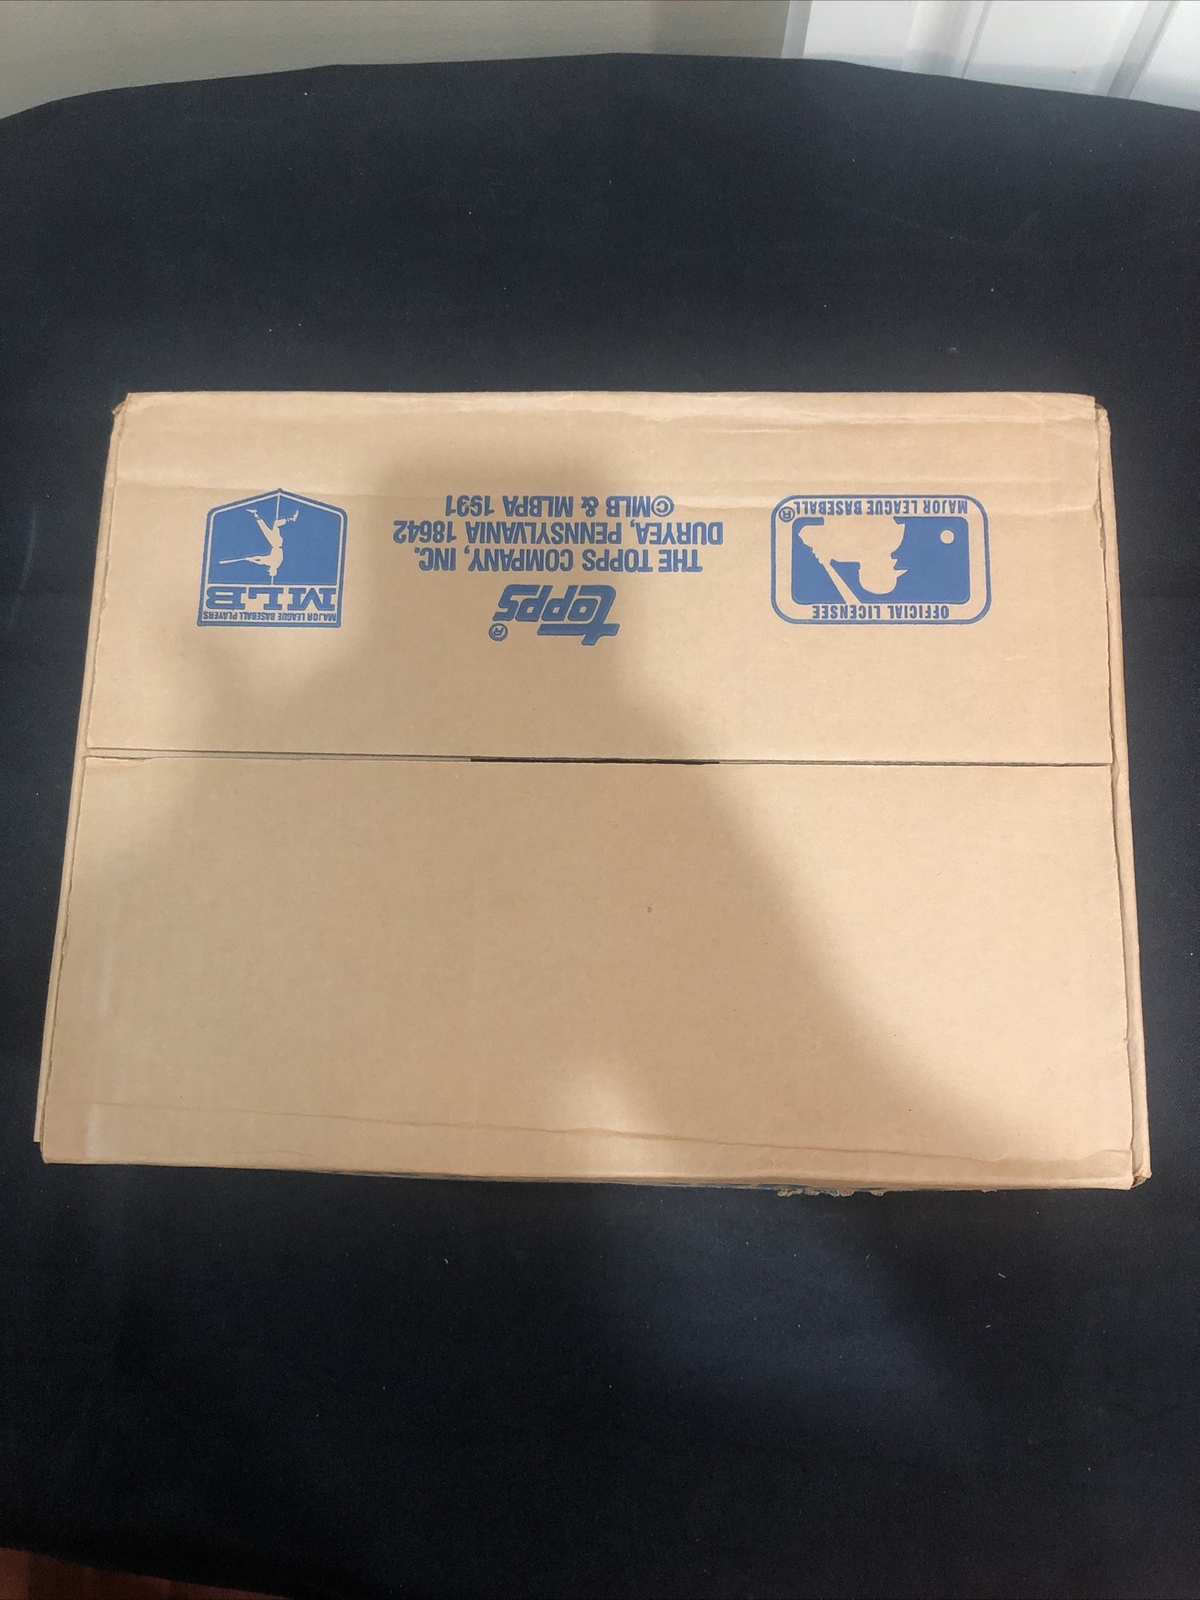 OFFICIAL LICENSEE
MAJOR LEAGUE BASEBALL®
topps®
THE TOPPS COMPANY, INC.
DURYEA, PENNSYLVANIA 18642
©MLB & MLBPA 1991
MAJOR LEAGUE BASEBALL PLAYERS
MLB